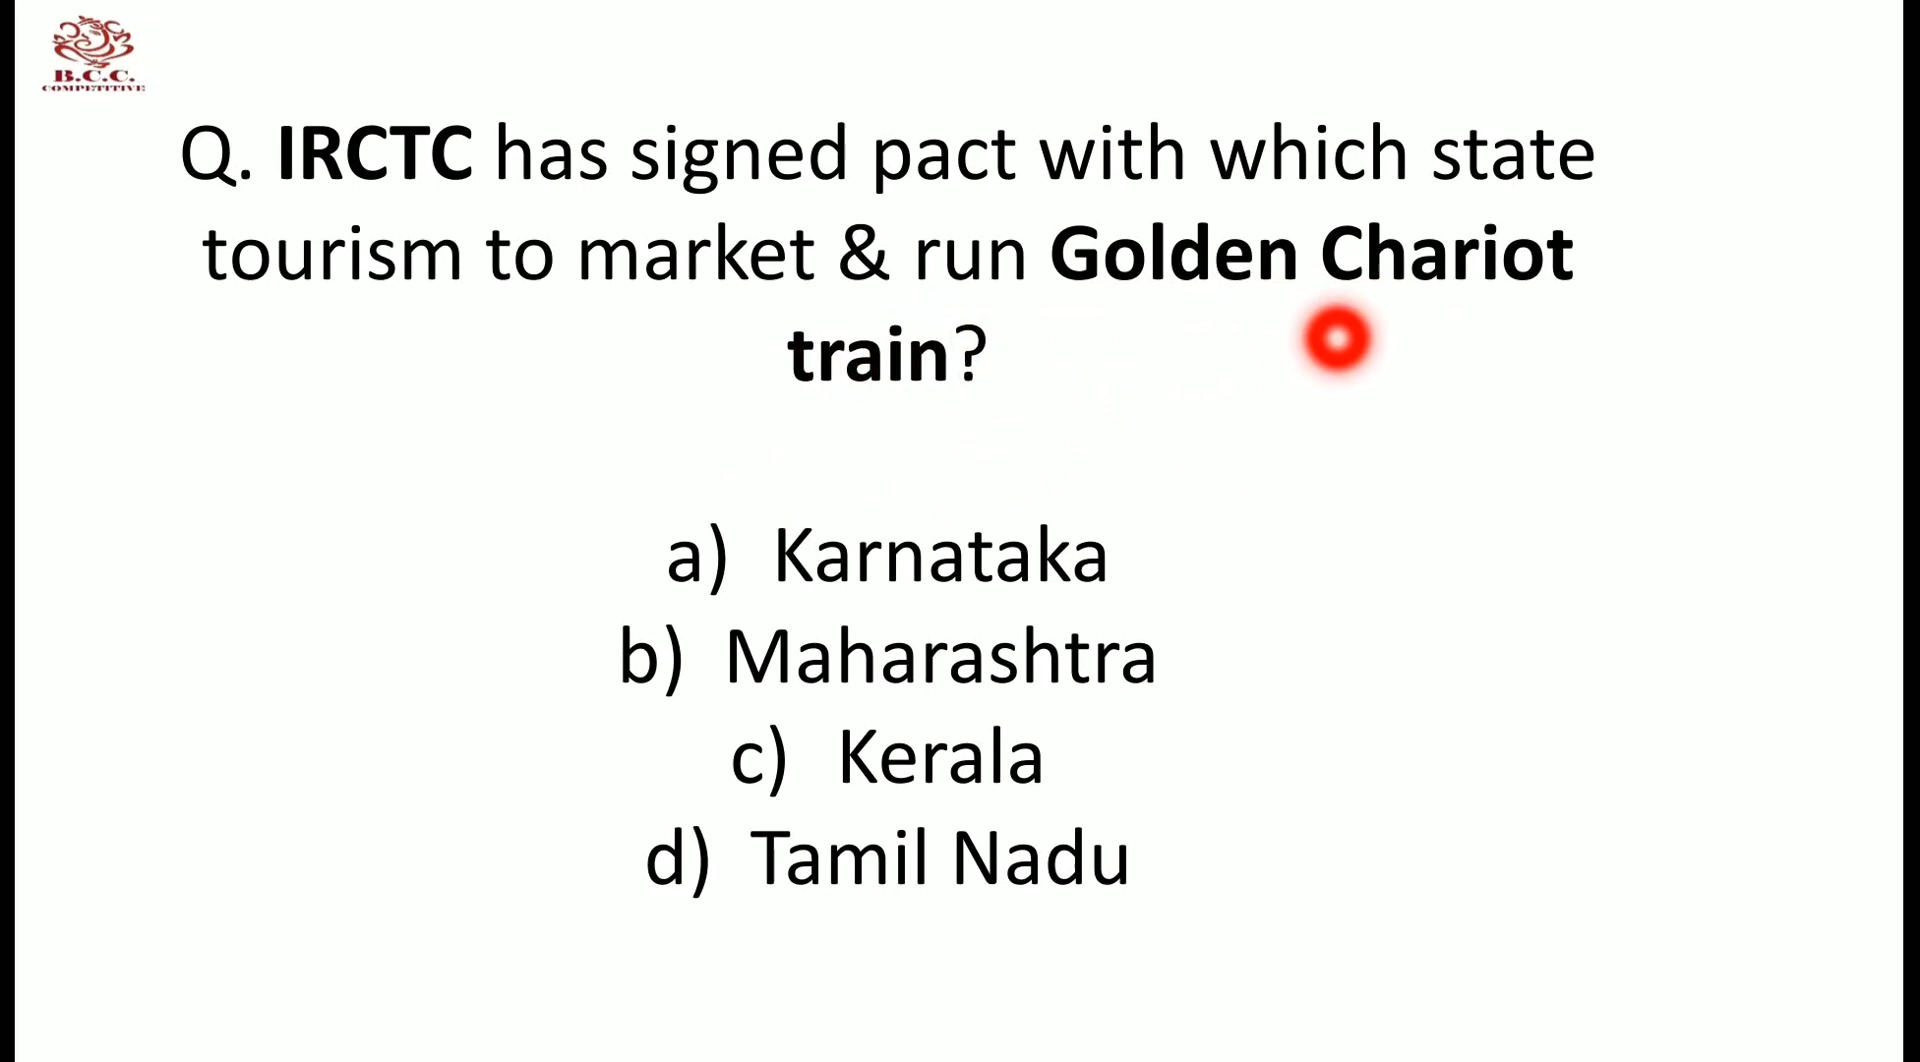 B.C.C.
COMPETITIVE
Q. IRCTC has signed pact with which state
tourism to market & run Golden Chariot
train?
a) Karnataka
b) Maharashtra
c) Kerala
d) Tamil Nadu